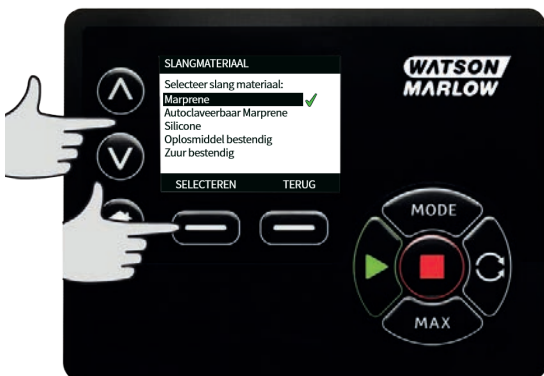 SLANGMATERIAAL
Selecteer slang materiaal:
Marprene
Autoclaveerbaar Marprene
Silicone
Oplosmiddel bestendig
Zuur bestendig
SELECTEREN TERUG
WATSON
MARLOW
MODE
MAX